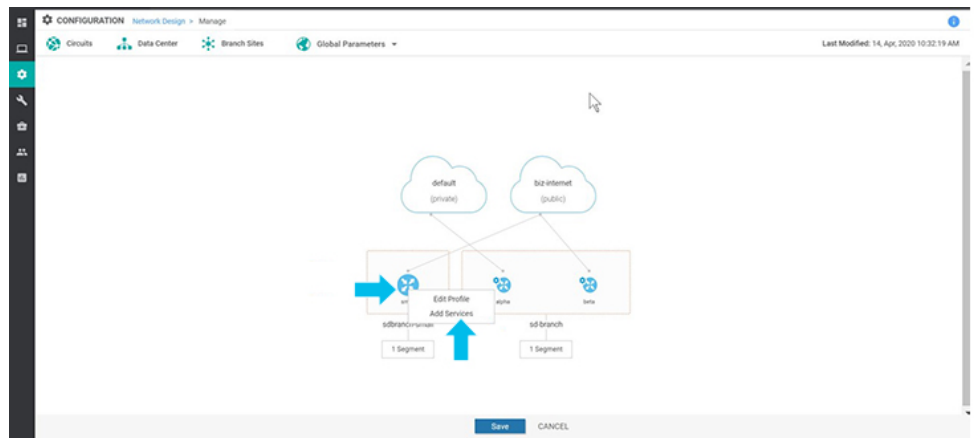 CONFIGURATION Network Design > Manage
Circuits Data Center Branch Sites Global Parameters Last Modified: 14, Apr, 2020 10:32:19 AM
default biz-internet
(private) (public)
Edit Profile
alpha beta
Add Services
sd-branch
1 Segment 1 Segment
Save CANCEL